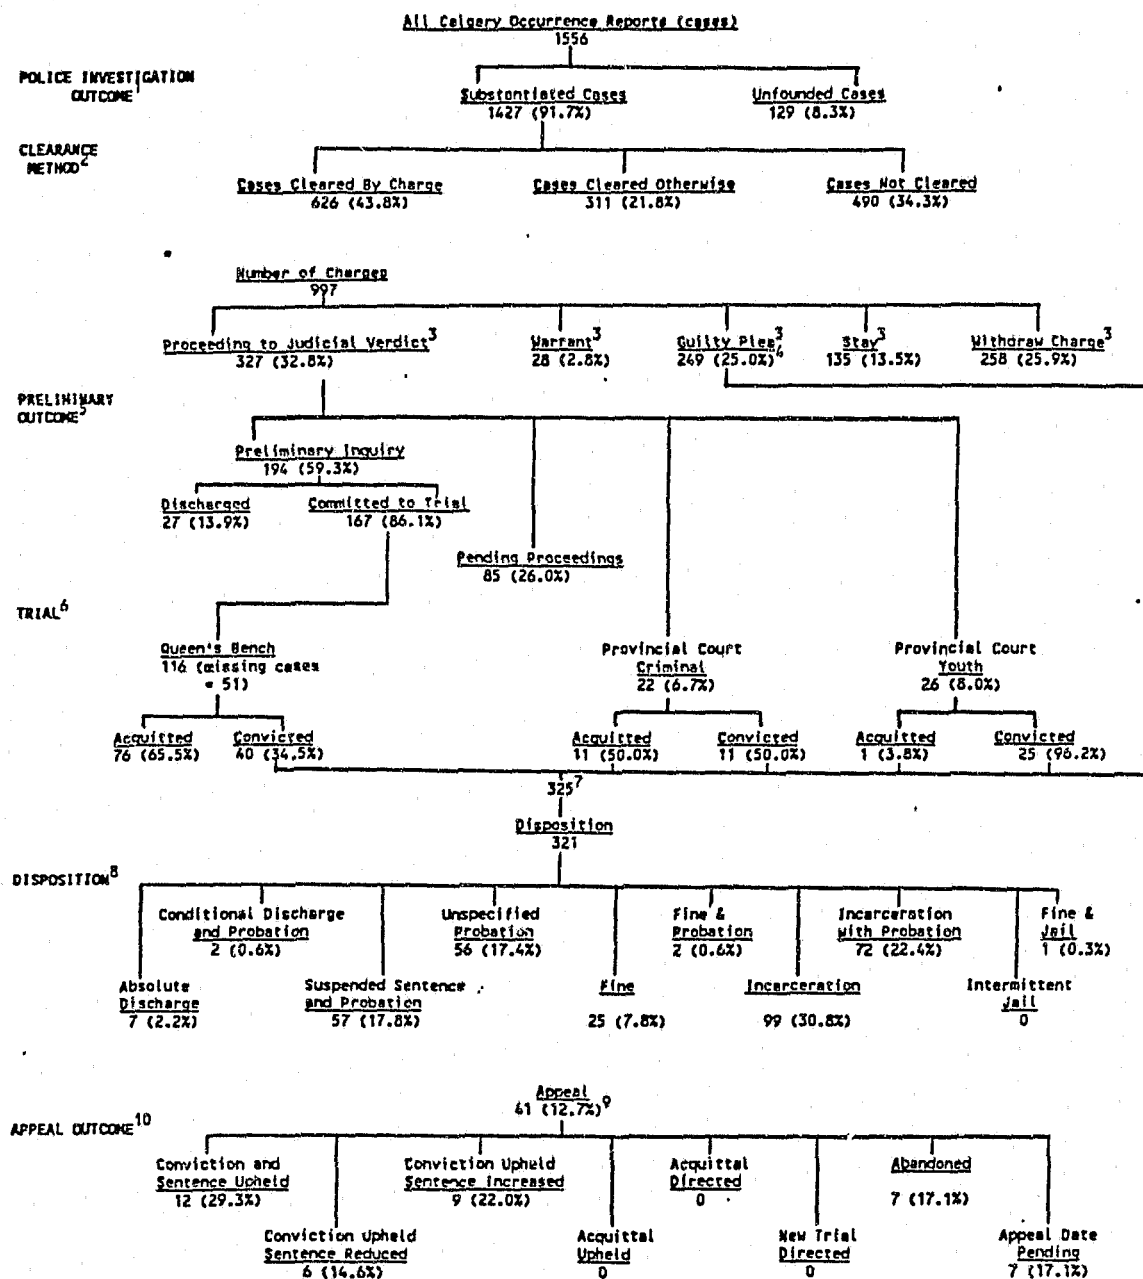 All Calgary Occurrence Reports (cases)
1556
POLICE INVESTIGATION
OUTCOME1
Substantiated Cases
1427 (91.7%)
Unfounded Cases
129 (8.3%)
CLEARANCE
METHOD2
Cases Cleared By Charge
626 (43.8%)
Cases Cleared Otherwise
311 (21.8%)
Cases Not Cleared
490 (34.3%)
Number of Charges
997
Proceeding to Judicial Verdict3
327 (32.8%)
Warrant3
28 (2.8%)
Guilty Plea3
249 (25.0%)4
Stay3
135 (13.5%)
Withdraw Charge3
258 (25.9%)
PRELIMINARY
OUTCOME5
Preliminary Inquiry
194 (59.3%)
Discharged
27 (13.9%)
Committed to Trial
167 (86.1%)
Pending Proceedings
85 (26.0%)
TRIAL6
Queen's Bench
116 (missing cases
= 51)
Provincial Court
Criminal
22 (6.7%)
Provincial Court
Youth
26 (8.0%)
Acquitted
76 (65.5%)
Convicted
40 (34.5%)
Acquitted
11 (50.0%)
Convicted
11 (50.0%)
Acquitted
1 (3.8%)
Convicted
25 (96.2%)
3257
Disposition
321
DISPOSITION8
Conditional Discharge
and Probation
2 (0.6%)
Unspecified
Probation
56 (17.4%)
Fine &
Probation
2 (0.6%)
Incarceration
with Probation
72 (22.4%)
Fine &
Jail
1 (0.3%)
Absolute
Discharge
7 (2.2%)
Suspended Sentence
and Probation
57 (17.8%)
Fine
25 (7.8%)
Incarceration
99 (30.8%)
Intermittent
Jail
0
Appeal
41 (12.7%)9
APPEAL OUTCOME10
Conviction and
Sentence Upheld
12 (29.3%)
Conviction Upheld
Sentence Increased
9 (22.0%)
Acquittal
Directed
0
Abandoned
7 (17.1%)
Conviction Upheld
Sentence Reduced
6 (14.6%)
Acquittal
Upheld
0
New Trial
Directed
0
Appeal Date
Pending
7 (17.1%)